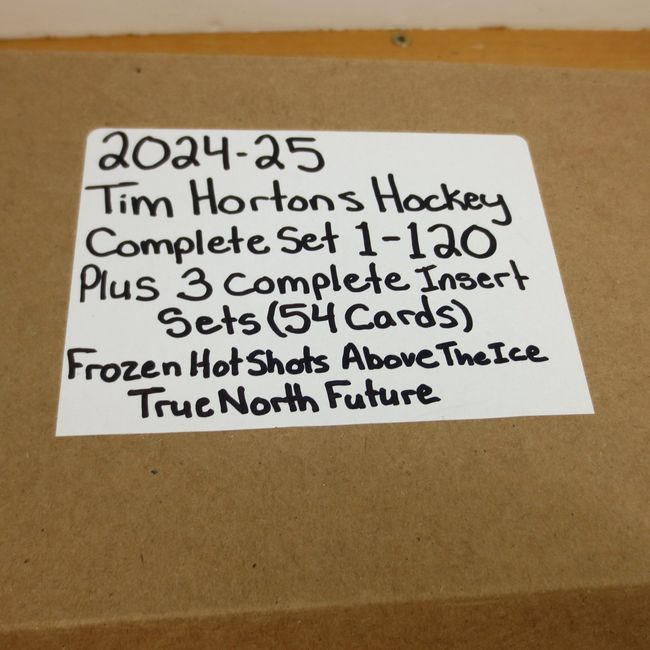 2024-25
Tim Hortons Hockey
Complete Set 1-120
Plus 3 Complete Insert
Sets (54 Cards)
Frozen Hot Shots Above The Ice
True North Future